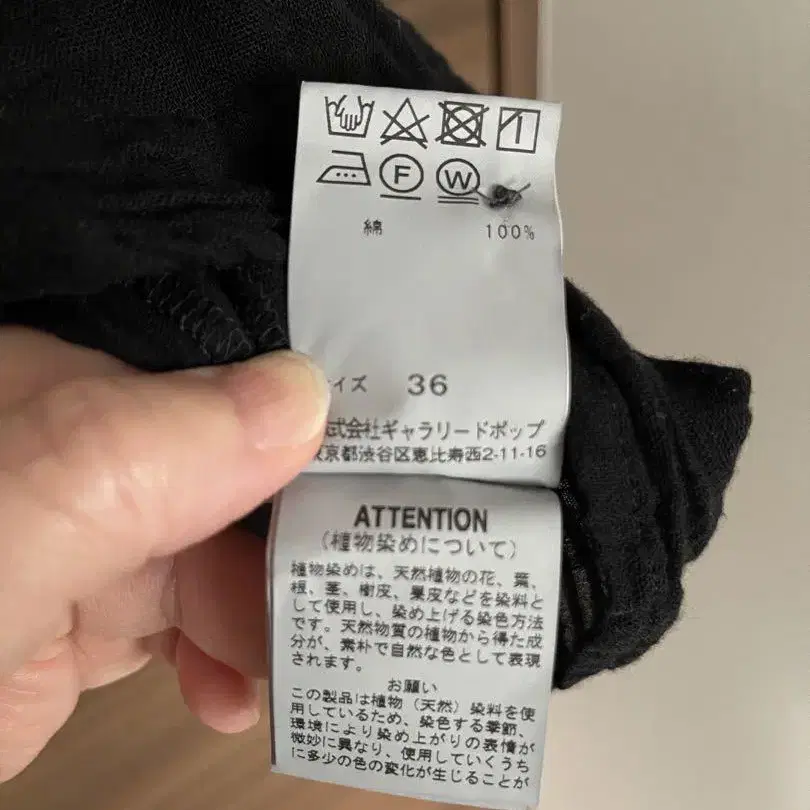 F W
綿 100%
イズ 36
式会社ギャラリードポップ
京都渋谷区恵比寿西2-11-16
ATTENTION
(植物染めについて)
植物染めは、天然植物の花、葉、
根、茎、樹皮、果皮などを染料と
して使用し、染め上げる染色方法
です。天然物質の植物から得た成
分が、素朴で自然な色として表現
されます。
お願い
この製品は植物(天然)染料を使
用しているため、染色する季節、
環境により染め上がりの表情が
微妙に異なり、使用していくうち
に多少の色の変化が生じることが